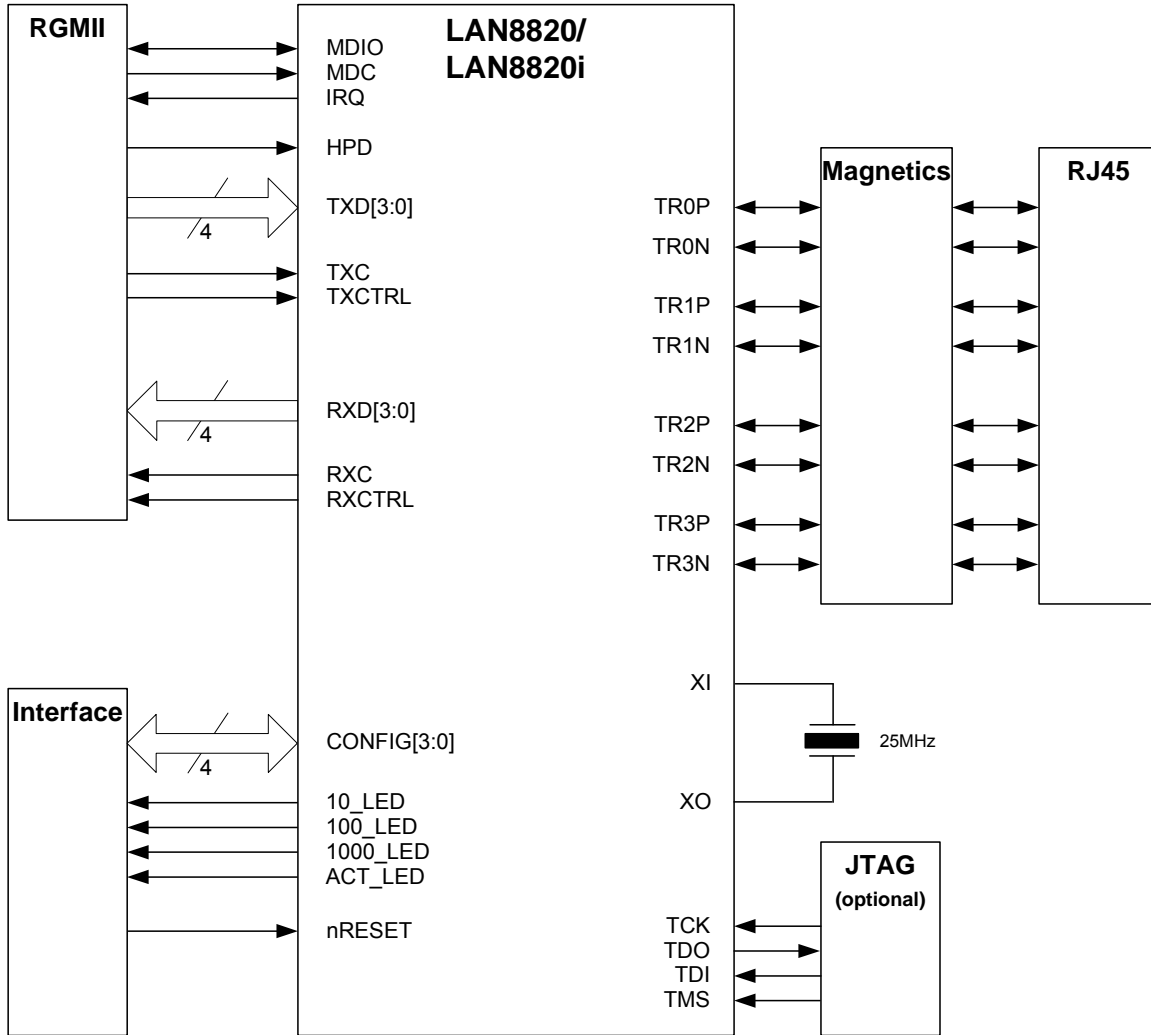 RGMII
LAN8820/
LAN8820i
MDIO
MDC
IRQ
HPD
TXD[3:0]
4
TXC
TXCTRL
RXD[3:0]
4
RXC
RXCTRL
Magnetics
RJ45
TR0P
TR0N
TR1P
TR1N
TR2P
TR2N
TR3P
TR3N
XI
25MHz
XO
Interface
CONFIG[3:0]
4
10_LED
100_LED
1000_LED
ACT_LED
nRESET
JTAG
(optional)
TCK
TDO
TDI
TMS